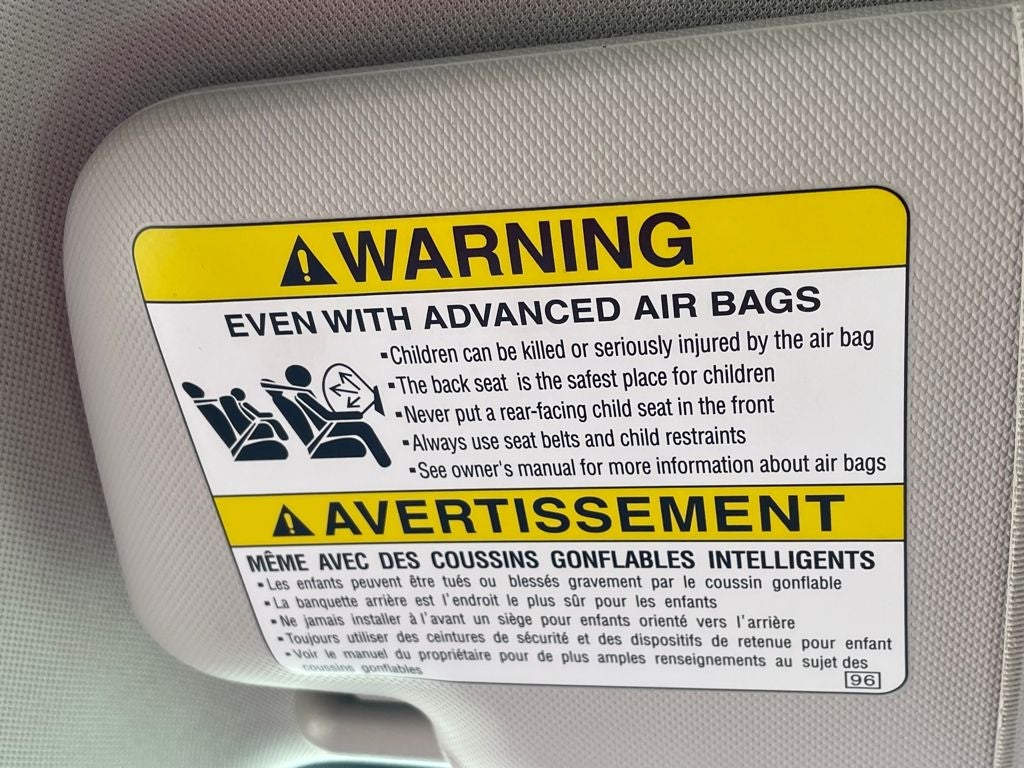 WARNING
EVEN WITH ADVANCED AIR BAGS
▪Children can be killed or seriously injured by the air bag
▪The back seat is the safest place for children
▪Never put a rear-facing child seat in the front
▪Always use seat belts and child restraints
▪See owner's manual for more information about air bags
AVERTISSEMENT
MÊME AVEC DES COUSSINS GONFLABLES INTELLIGENTS
▪Les enfants peuvent être tués ou blessés gravement par le coussin gonflable
▪La banquette arrière est l'endroit le plus sûr pour les enfants
▪Ne jamais installer à l'avant un siège pour enfants orienté vers l'arrière
▪Toujours utiliser des ceintures de sécurité et des dispositifs de retenue pour enfant
▪Voir le manuel du propriétaire pour de plus amples renseignements au sujet des
coussins gonflables
96